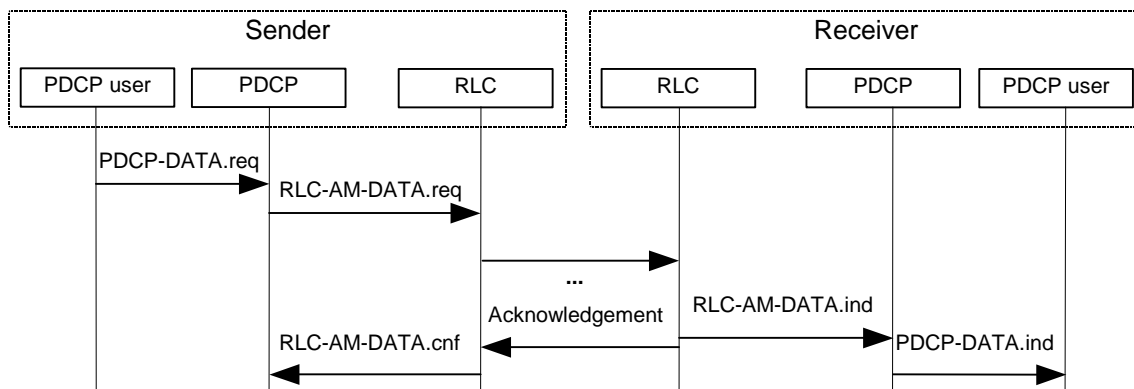 Sender
Receiver
PDCP user
PDCP
RLC
RLC
PDCP
PDCP user
PDCP-DATA.req
RLC-AM-DATA.req
...
Acknowledgement
RLC-AM-DATA.ind
RLC-AM-DATA.cnf
PDCP-DATA.ind